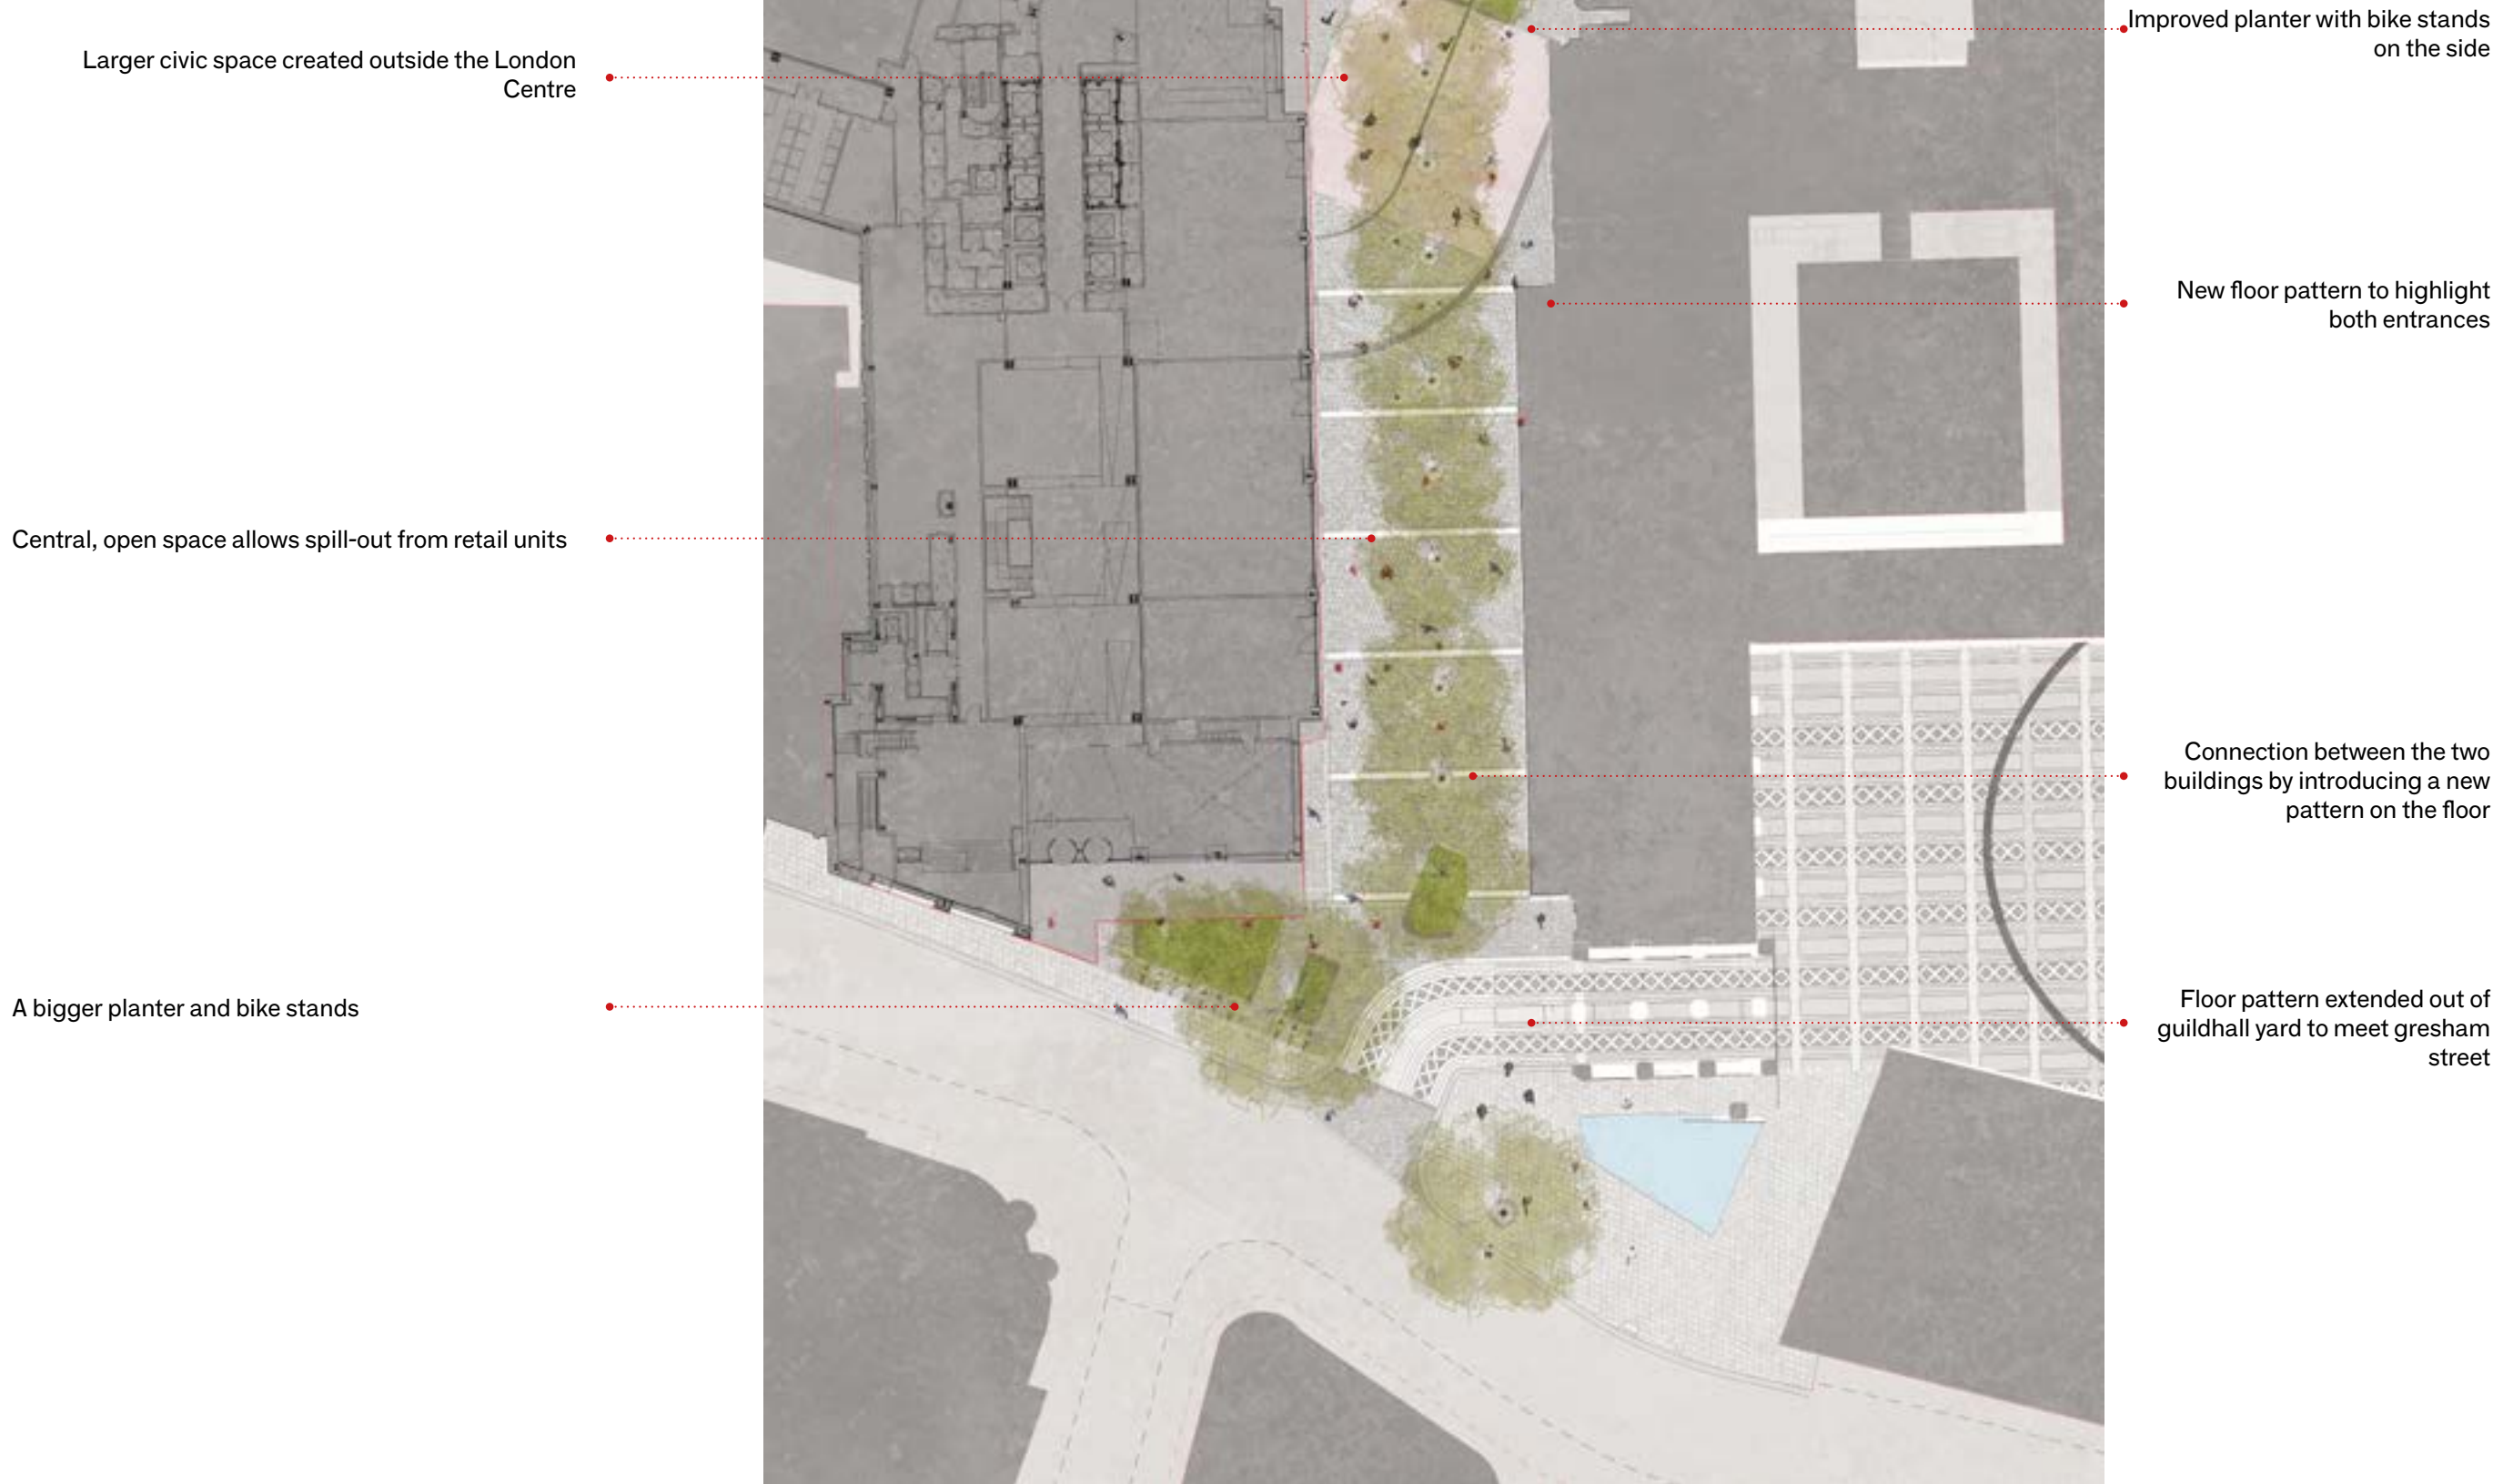 Larger civic space created outside the London
Centre
Central, open space allows spill-out from retail units
A bigger planter and bike stands
Improved planter with bike stands
on the side
New floor pattern to highlight
both entrances
Connection between the two
buildings by introducing a new
pattern on the floor
Floor pattern extended out of
guildhall yard to meet gresham
street